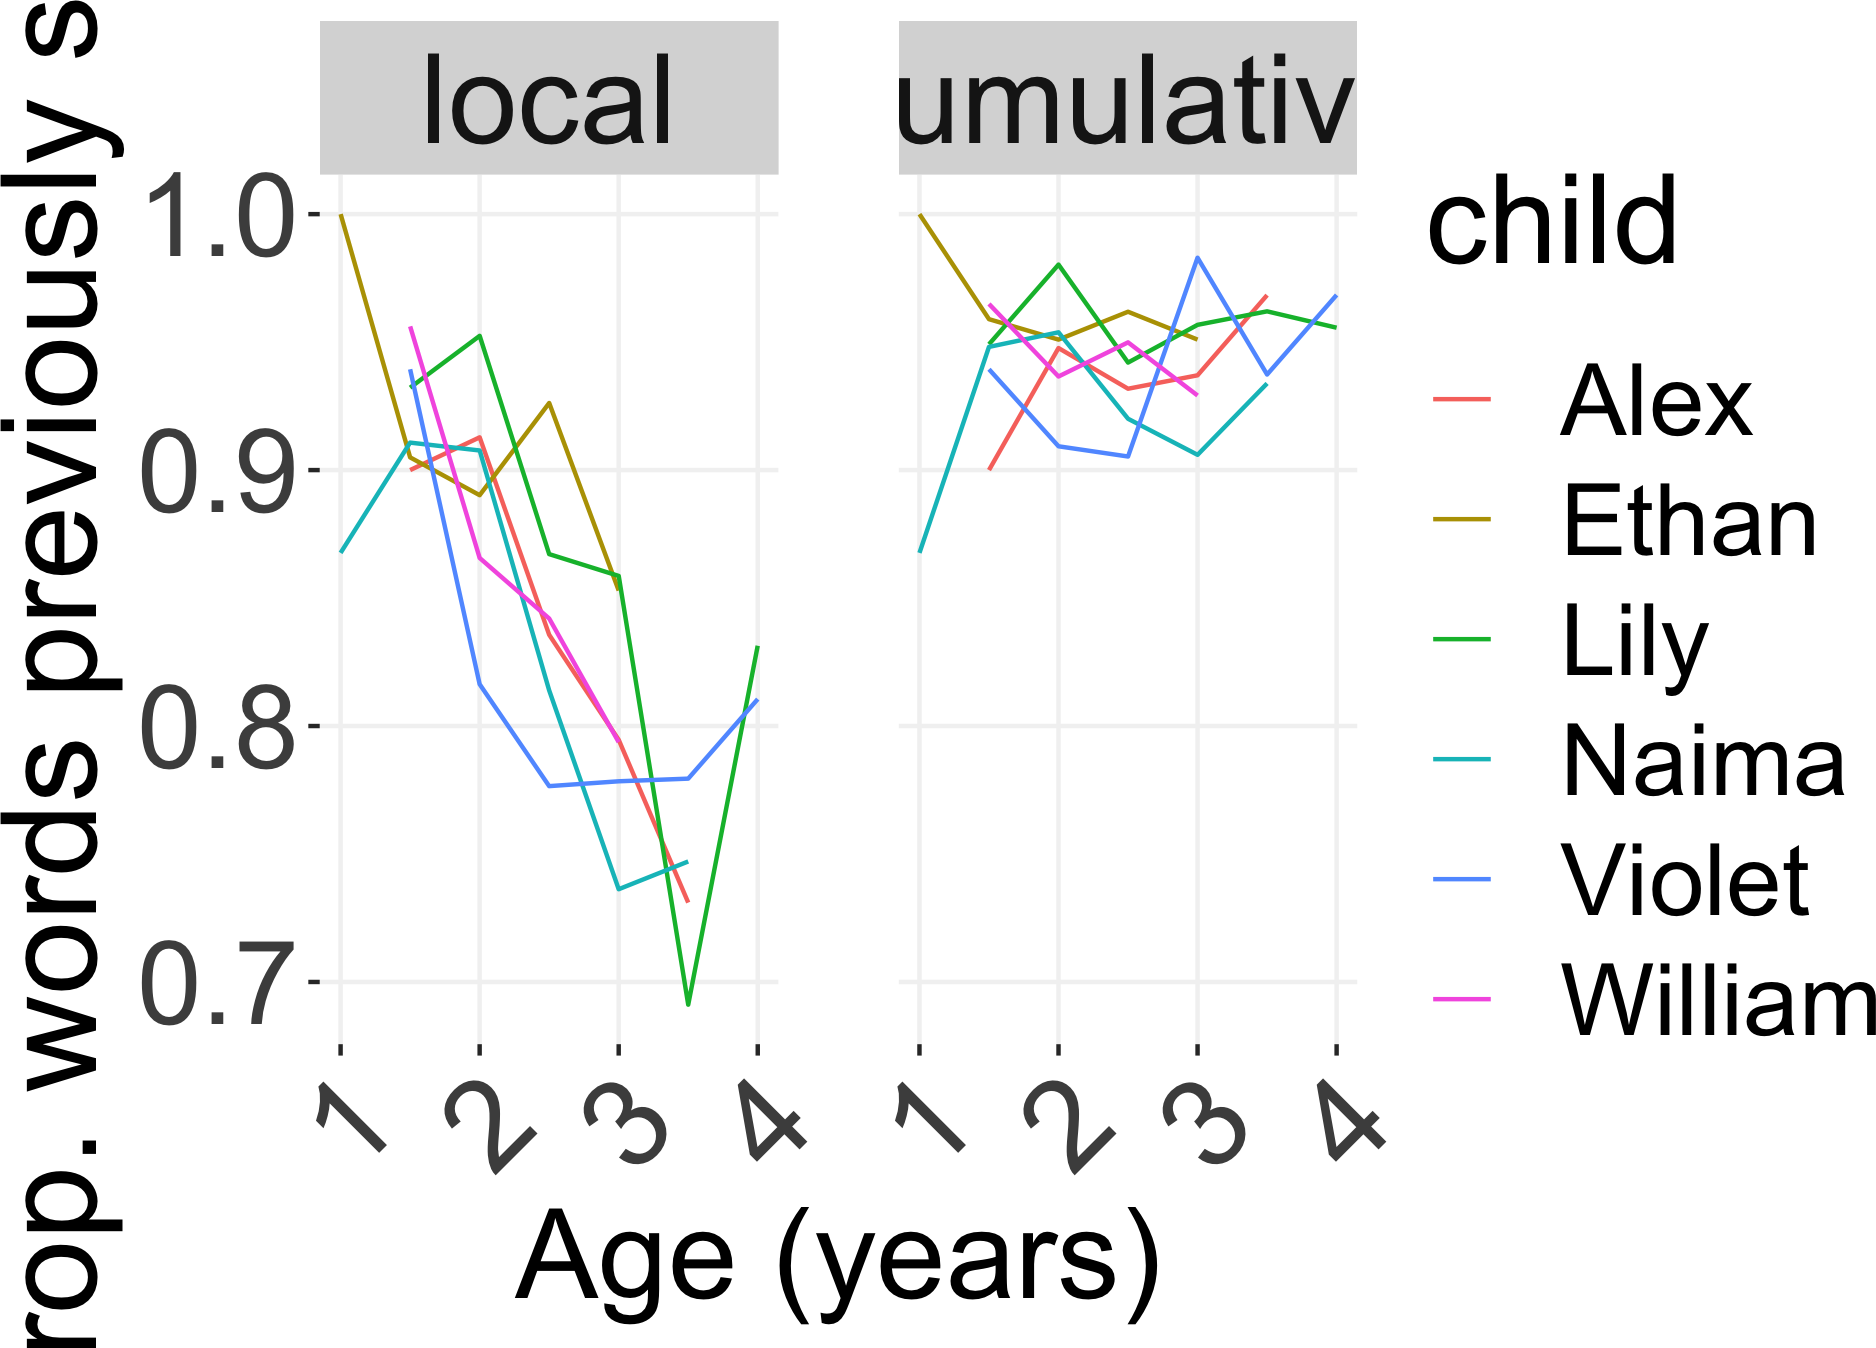 rop. words previously s
local
umulativ
1.0
0.9
0.8
0.7
1
2
3
4
1
2
3
4
Age (years)
child
Alex
Ethan
Lily
Naima
Violet
William